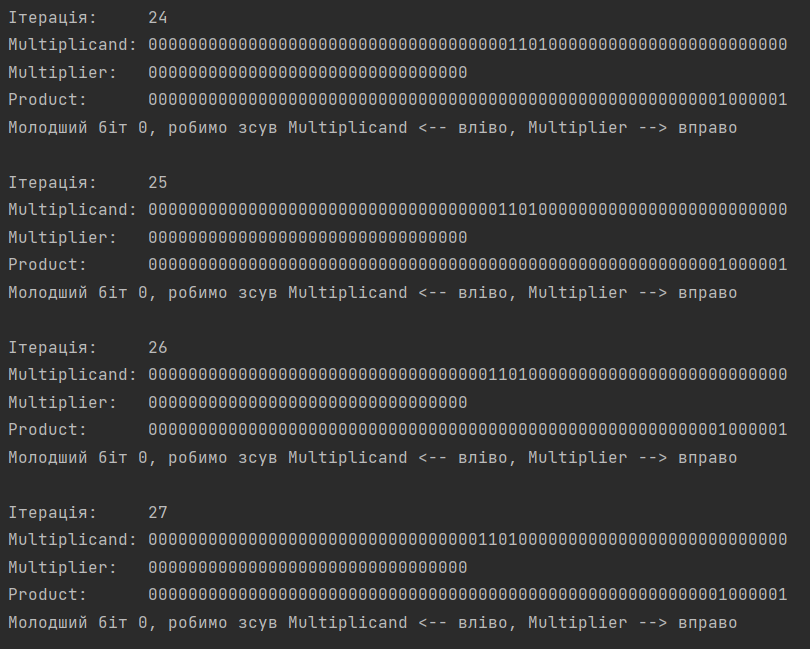 Ітерація: 24
Multiplicand: 0000000000000000000000000000000000001101000000000000000000000000
Multiplier: 00000000000000000000000000000000
Product: 0000000000000000000000000000000000000000000000000000000001000001
Молодший біт 0, робимо зсув Multiplicand <-- вліво, Multiplier --> вправо
Ітерація: 25
Multiplicand: 0000000000000000000000000000000000011010000000000000000000000000
Multiplier: 00000000000000000000000000000000
Product: 0000000000000000000000000000000000000000000000000000000001000001
Молодший біт 0, робимо зсув Multiplicand <-- вліво, Multiplier --> вправо
Ітерація: 26
Multiplicand: 0000000000000000000000000000000000110100000000000000000000000000
Multiplier: 00000000000000000000000000000000
Product: 0000000000000000000000000000000000000000000000000000000001000001
Молодший біт 0, робимо зсув Multiplicand <-- вліво, Multiplier --> вправо
Ітерація: 27
Multiplicand: 0000000000000000000000000000000001101000000000000000000000000000
Multiplier: 00000000000000000000000000000000
Product: 0000000000000000000000000000000000000000000000000000000001000001
Молодший біт 0, робимо зсув Multiplicand <-- вліво, Multiplier --> вправо